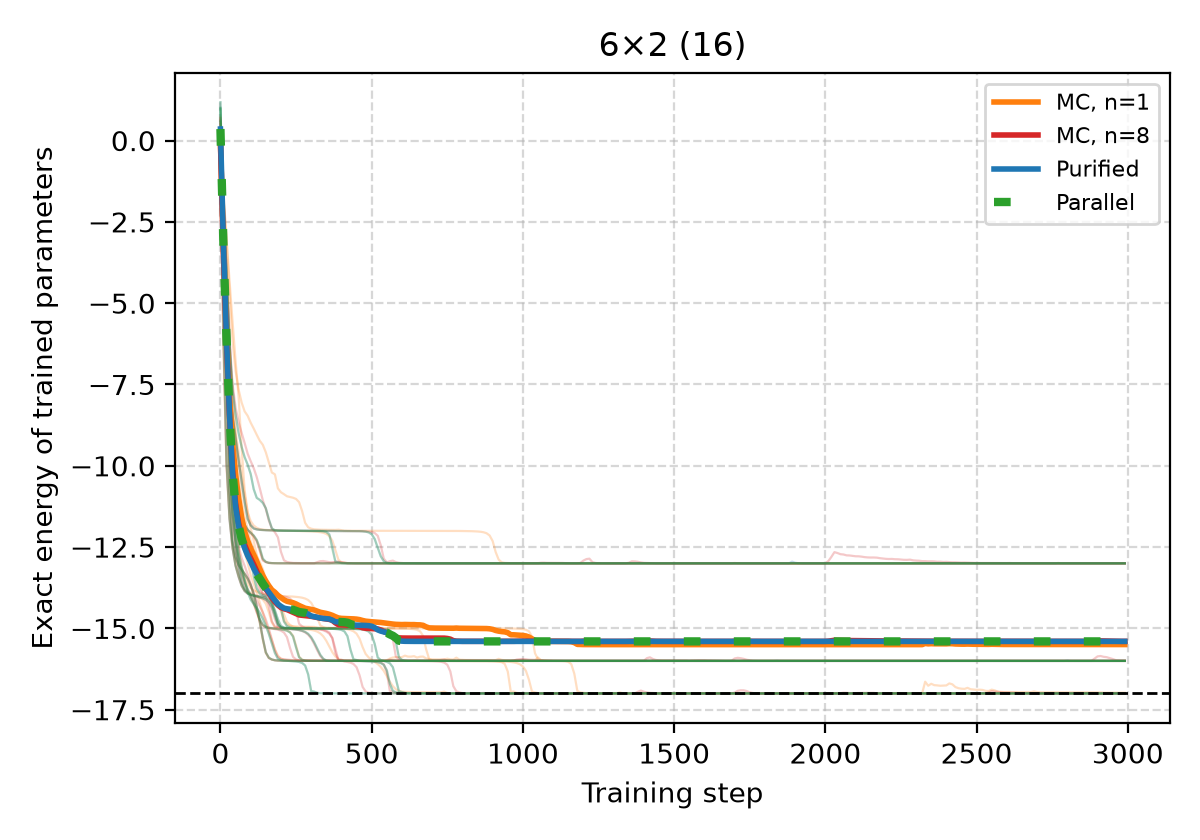 6×2 (16)
Exact energy of trained parameters
0.0
−2.5
−5.0
−7.5
−10.0
−12.5
−15.0
−17.5
MC, n=1
MC, n=8
Purified
Parallel
0
500
1000
1500
2000
2500
3000
Training step